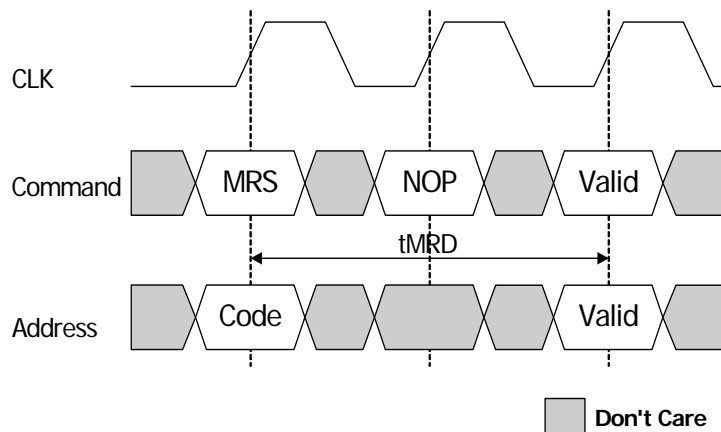 CLK
Command MRS NOP Valid
tMRD
Address Code Valid
Don't Care